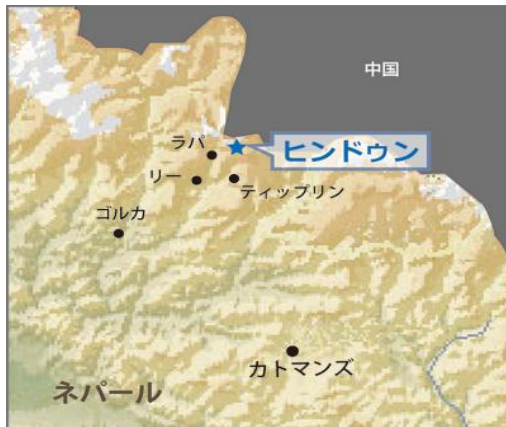 中国
ラパ
ヒンドゥン
リー
ティップリン
ゴルカ
カトマンズ
ネパール